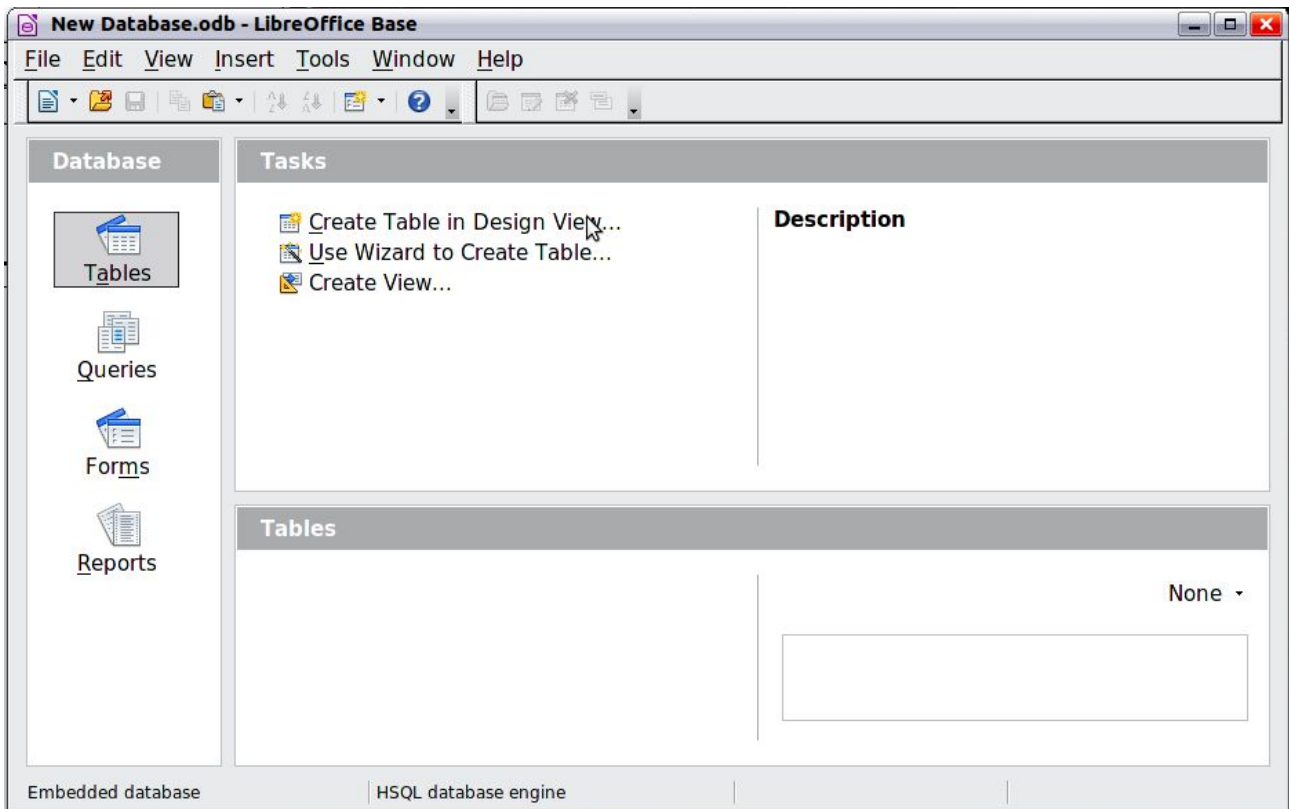 New Database.odb - LibreOffice Base
File Edit View Insert Tools Window Help
Database
Tables
Queries
Forms
Reports
Tasks
Create Table in Design View...
Use Wizard to Create Table...
Create View...
Description
Tables
None
Embedded database
HSQL database engine